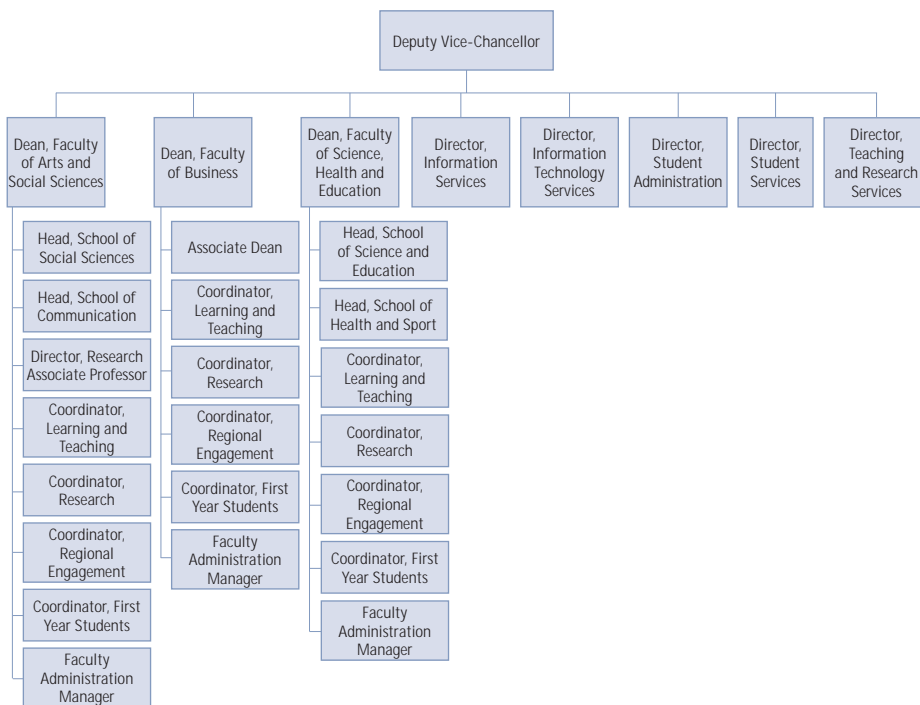 Deputy Vice-Chancellor
Dean, Faculty
of Arts and
Social Sciences
Dean, Faculty
of Business
Dean, Faculty
of Science,
Health and
Education
Director,
Information
Services
Director,
Information
Technology
Services
Director,
Student
Administration
Director,
Student
Services
Director,
Teaching
and Research
Services
Head, School of
Social Sciences
Head, School of
Communication
Director, Research
Associate Professor
Coordinator,
Learning and
Teaching
Coordinator,
Research
Coordinator,
Regional
Engagement
Coordinator, First
Year Students
Faculty
Administration
Manager
Associate Dean
Coordinator,
Learning and
Teaching
Coordinator,
Research
Coordinator,
Regional
Engagement
Coordinator, First
Year Students
Faculty
Administration
Manager
Head, School
of Science and
Education
Head, School of
Health and Sport
Coordinator,
Learning and
Teaching
Coordinator,
Research
Coordinator,
Regional
Engagement
Coordinator, First
Year Students
Faculty
Administration
Manager